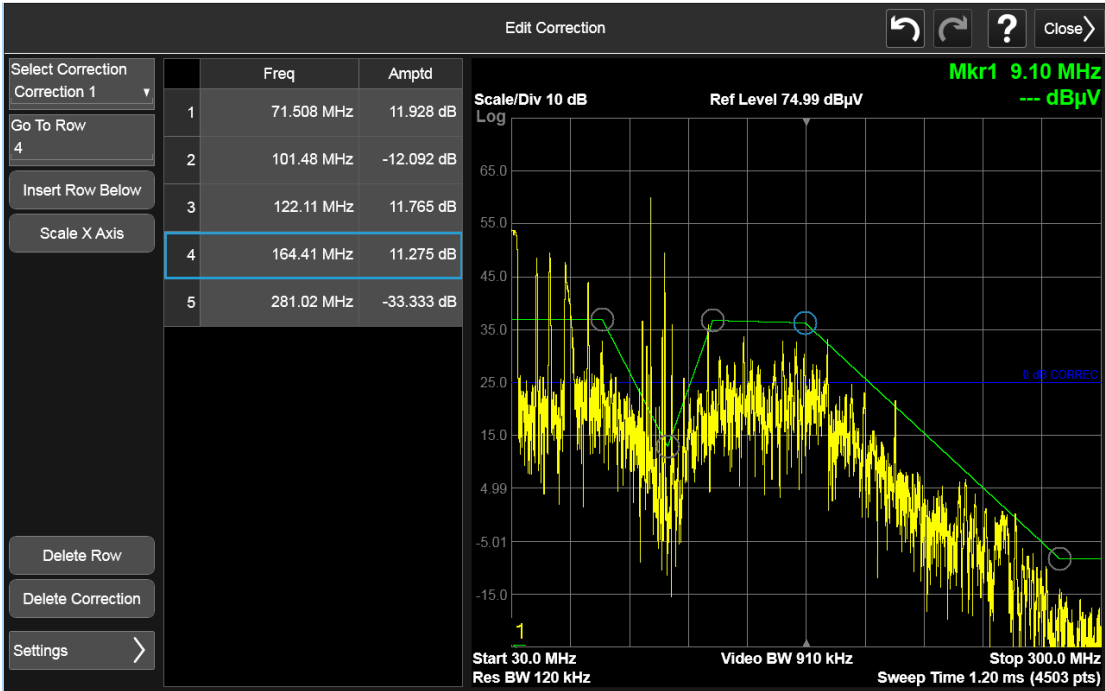 Edit Correction
?
Close
Select Correction
Correction 1
Go To Row
4
Insert Row Below
Scale X Axis
Delete Row
Delete Correction
Settings
Freq Amptd
1 71.508 MHz 11.928 dB
2 101.48 MHz -12.092 dB
3 122.11 MHz 11.765 dB
4 164.41 MHz 11.275 dB
5 281.02 MHz -33.333 dB
Mkr1 9.10 MHz
--- dBµV
Scale/Div 10 dB Ref Level 74.99 dBµV
Log
65.0
55.0
45.0
35.0
25.0
0 dB CORREC
15.0
4.99
-5.01
-15.0
1
Start 30.0 MHz Video BW 910 kHz Stop 300.0 MHz
Res BW 120 kHz Sweep Time 1.20 ms (4503 pts)